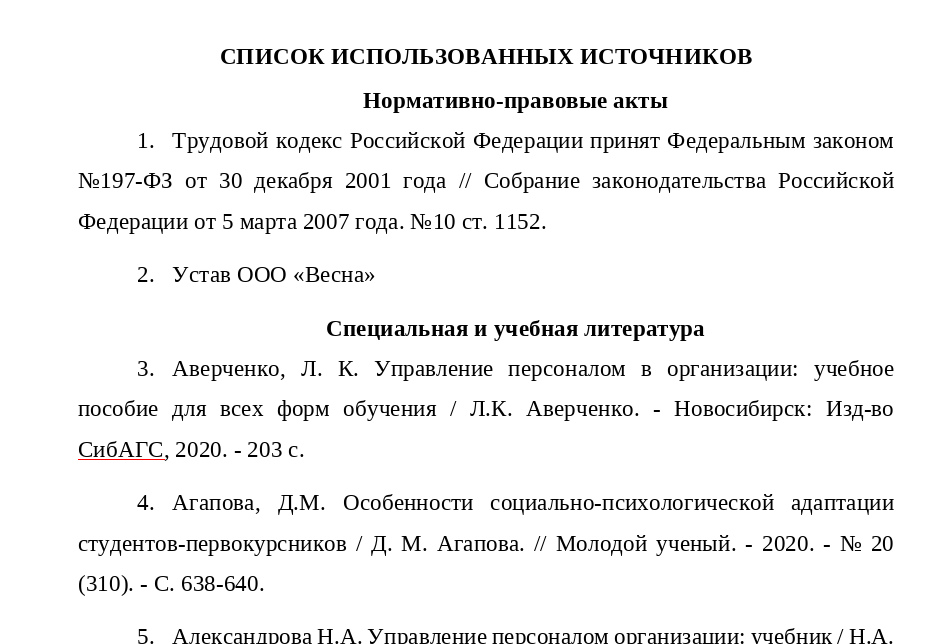 СПИСОК ИСПОЛЬЗОВАННЫХ ИСТОЧНИКОВ
Нормативно-правовые акты
1. Трудовой кодекс Российской Федерации принят Федеральным законом
№197-ФЗ от 30 декабря 2001 года // Собрание законодательства Российской
Федерации от 5 марта 2007 года. №10 ст. 1152.
2. Устав ООО «Весна»
Специальная и учебная литература
3. Аверченко, Л. К. Управление персоналом в организации: учебное
пособие для всех форм обучения / Л.К. Аверченко. - Новосибирск: Изд-во
СибАГС, 2020. - 203 с.
4. Агапова, Д.М. Особенности социально-психологической адаптации
студентов-первокурсников / Д. М. Агапова. // Молодой ученый. - 2020. - № 20
(310). - С. 638-640.
5. Александрова Н.А. Управление персоналом организации: учебник / Н.А.